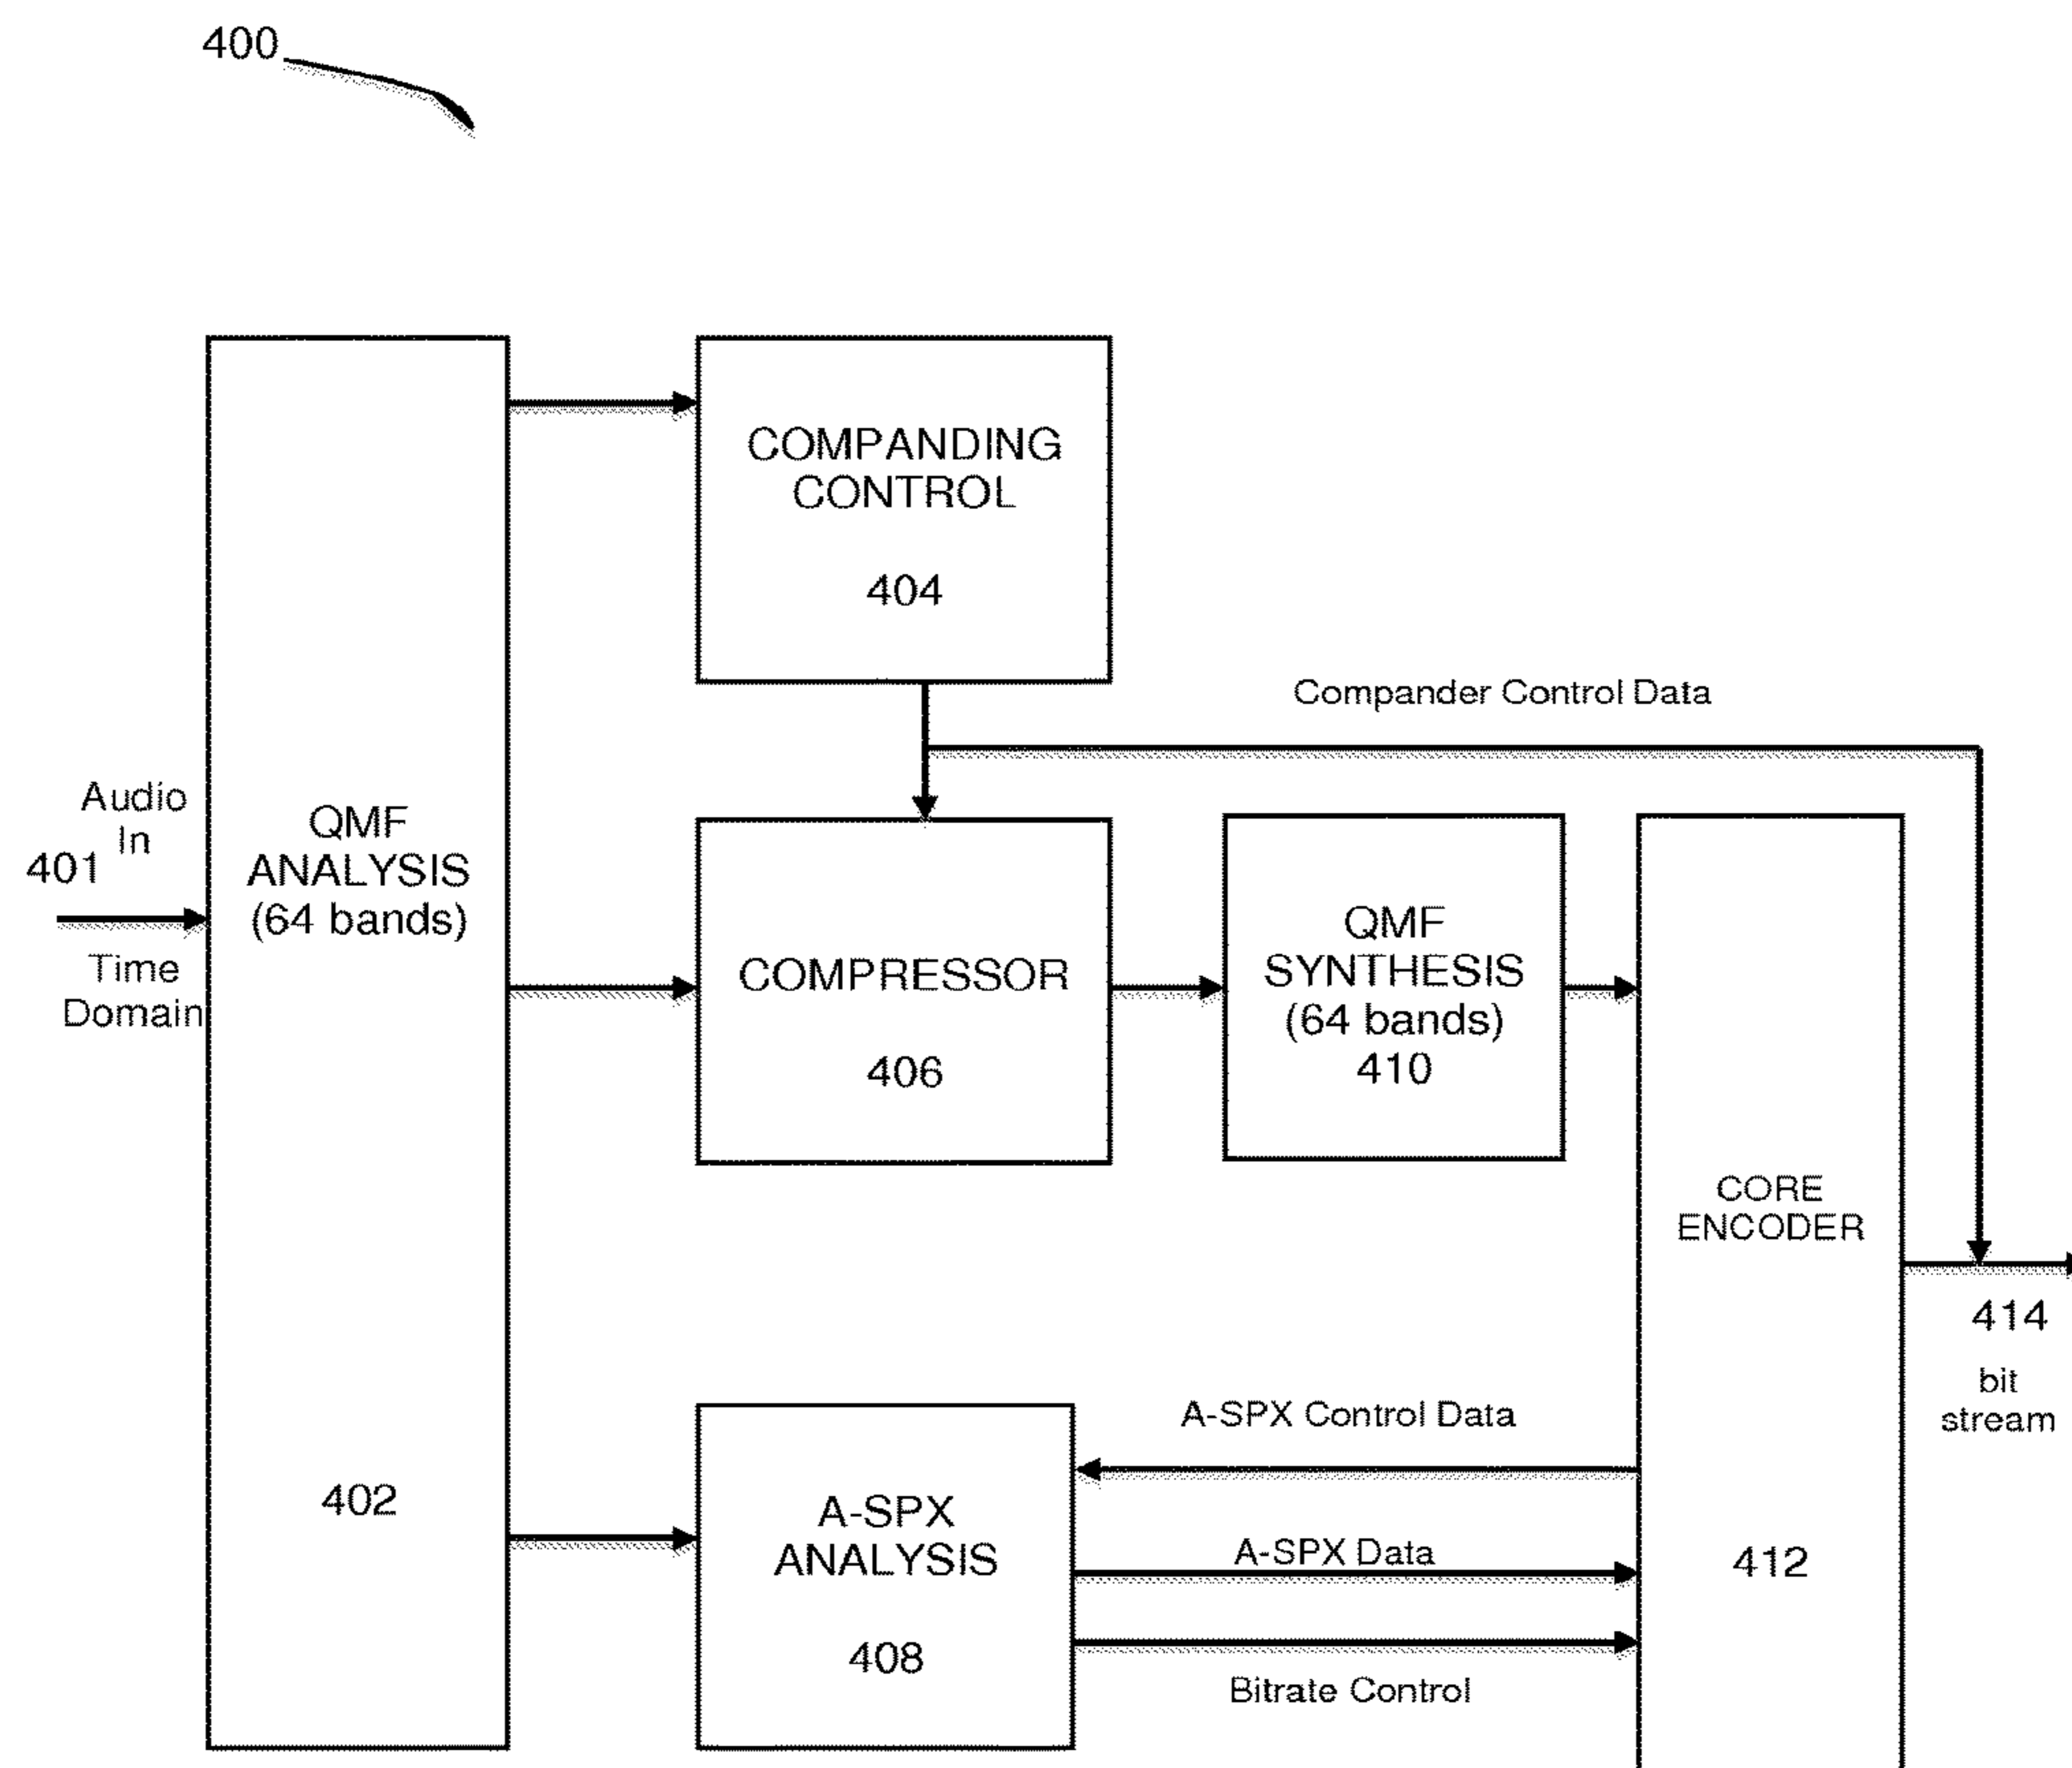 400
COMPANDING
CONTROL
404
Compander Control Data
Audio
In
401
Time
Domain
QMF
ANALYSIS
(64 bands)
402
COMPRESSOR
406
QMF
SYNTHESIS
(64 bands)
410
CORE
ENCODER
412
414
bit
stream
A-SPX Control Data
A-SPX
ANALYSIS
408
A-SPX Data
Bitrate Control